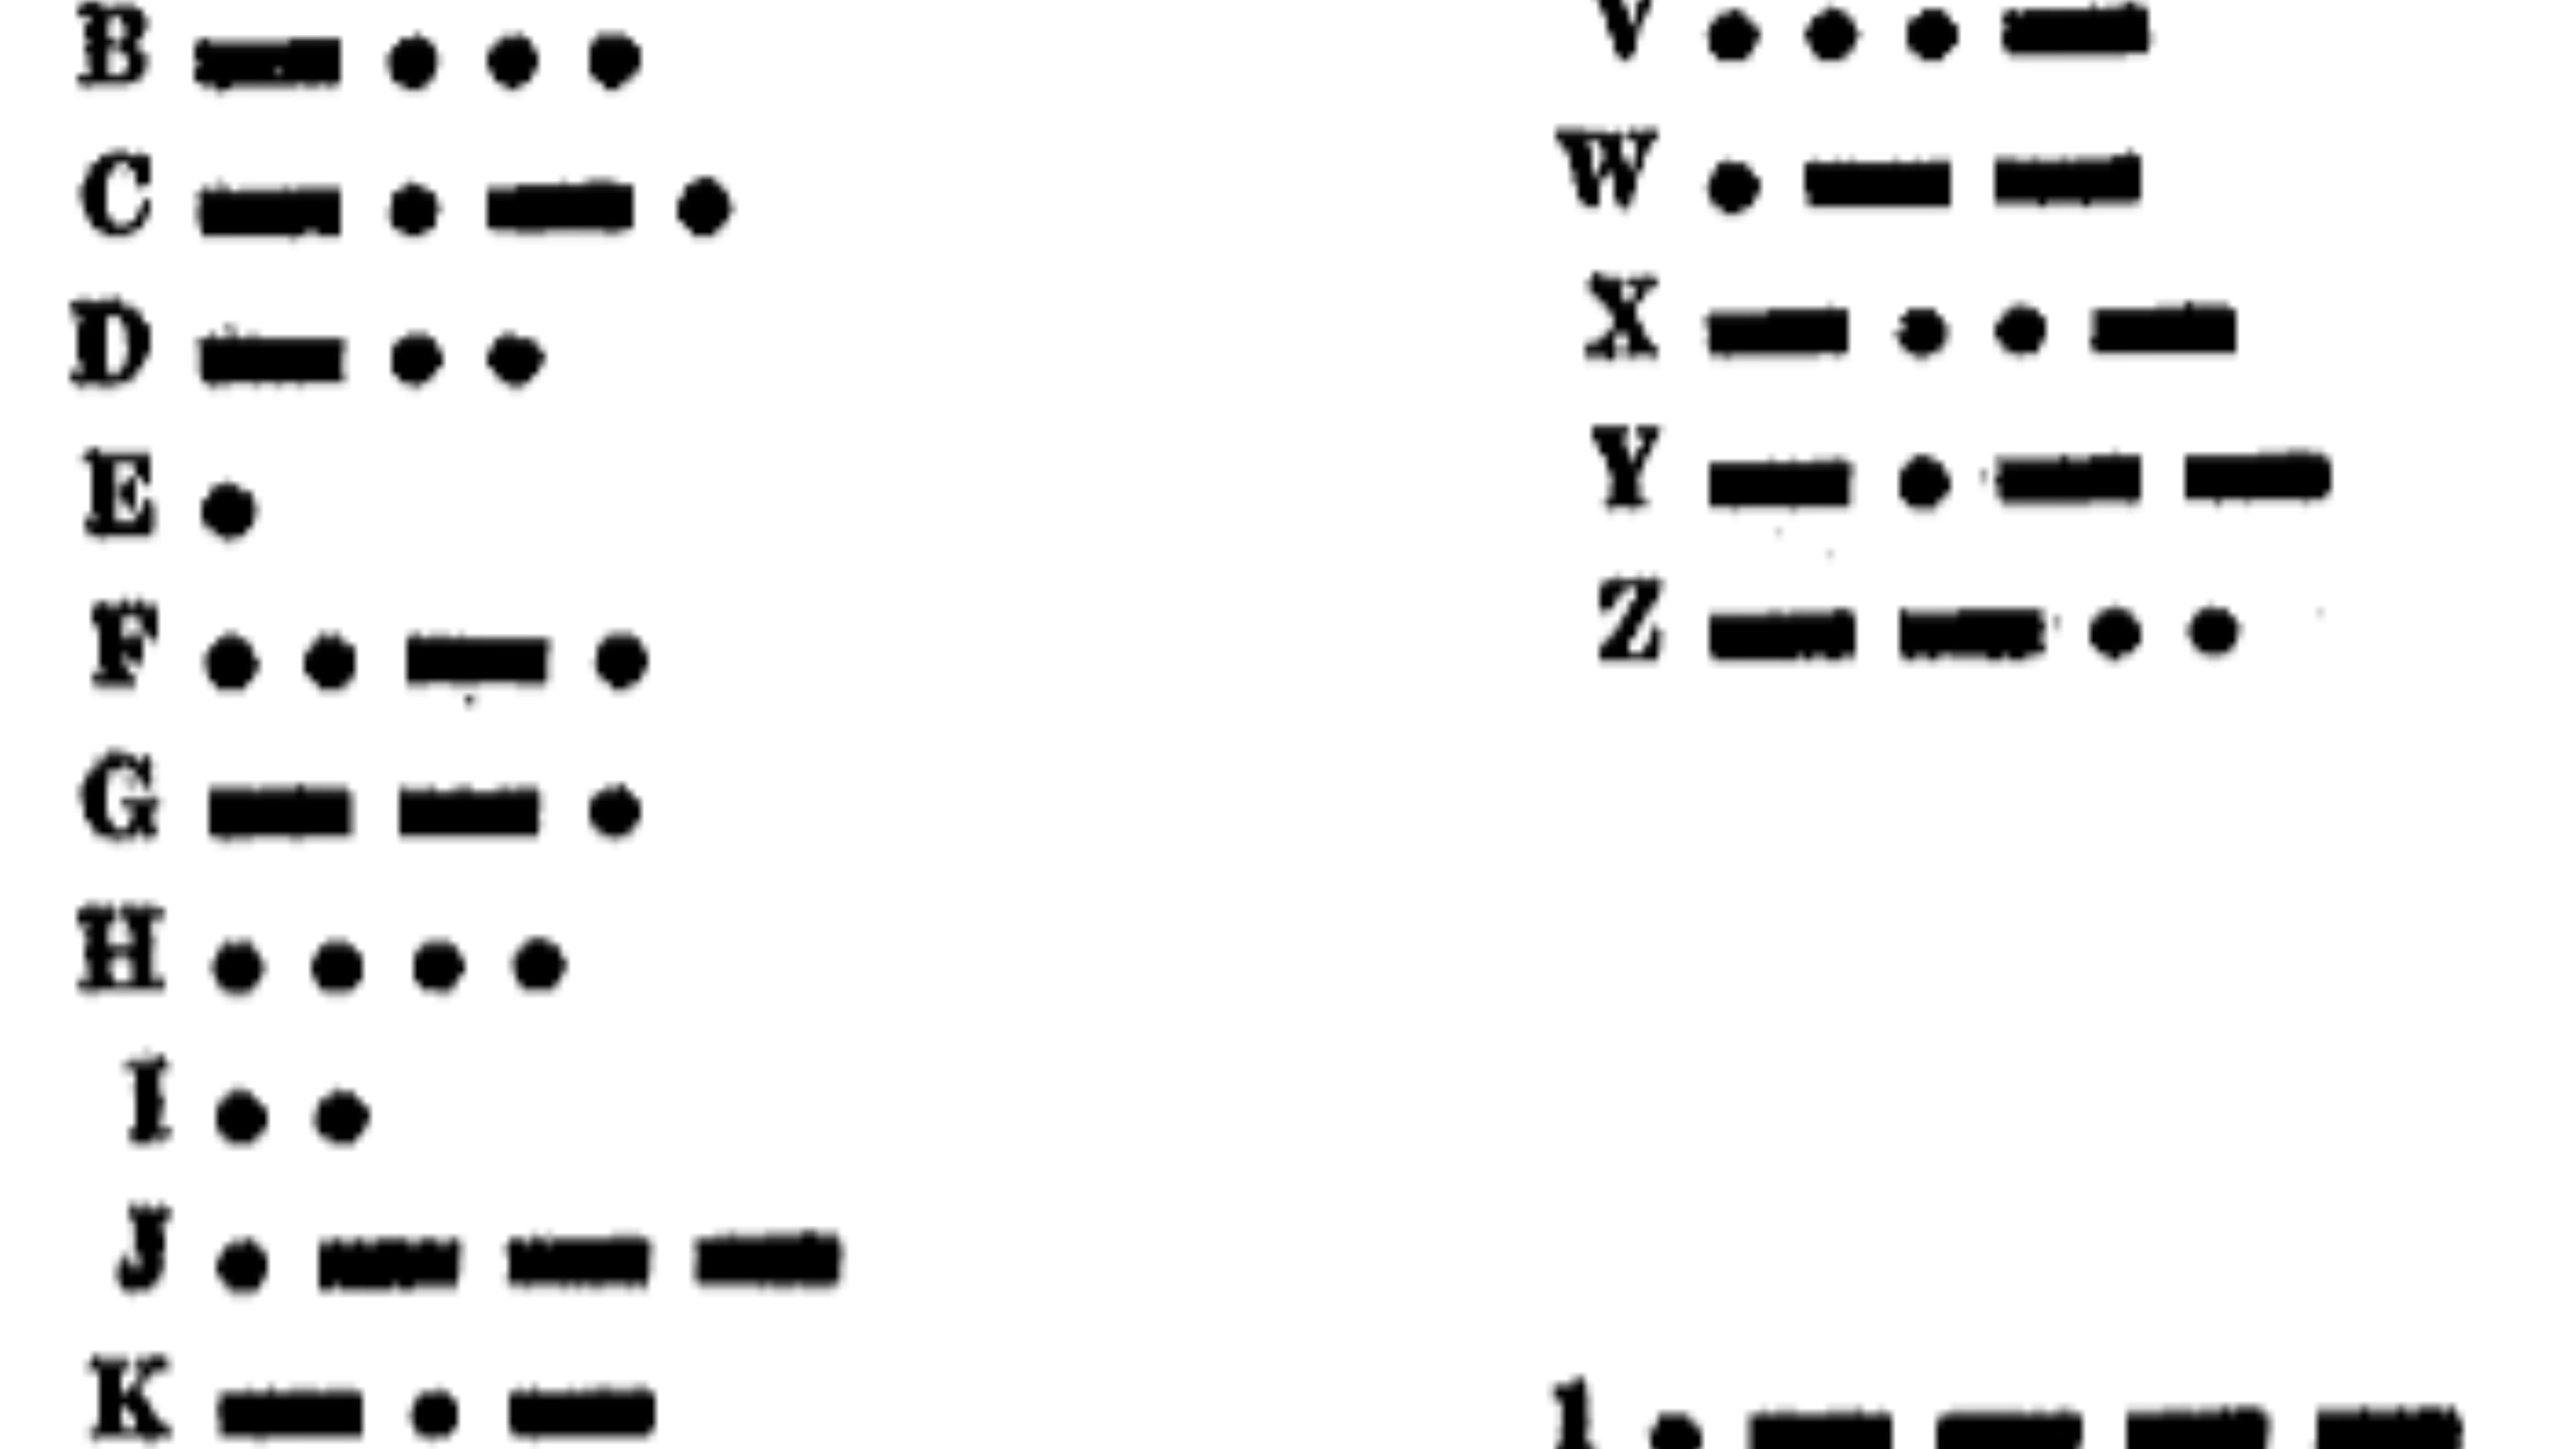 B ▬ ● ● ●
C ▬ ● ▬ ●
D ▬ ● ●
E ●
F ● ● ▬ ●
G ▬ ▬ ●
H ● ● ● ●
I ● ●
J ● ▬ ▬ ▬
K ▬ ● ▬
V ● ● ● ▬
W ● ▬ ▬
X ▬ ● ● ▬
Y ▬ ● ▬ ▬
Z ▬ ▬ ● ●
1 ● ▬ ▬ ▬ ▬